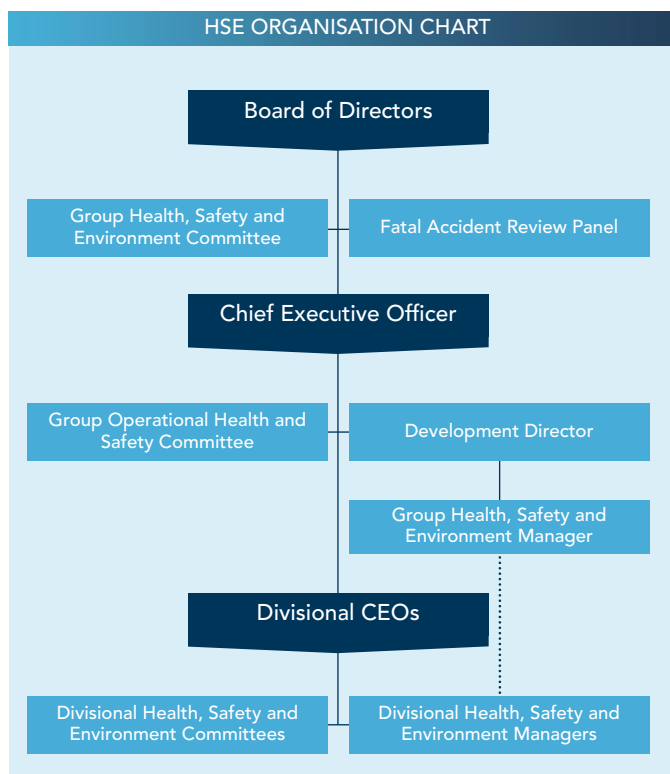 HSE ORGANISATION CHART
Board of Directors
Group Health, Safety and
Environment Committee
Fatal Accident Review Panel
Chief Executive Officer
Group Operational Health and
Safety Committee
Development Director
Group Health, Safety and
Environment Manager
Divisional CEOs
Divisional Health, Safety and
Environment Committees
Divisional Health, Safety and
Environment Managers